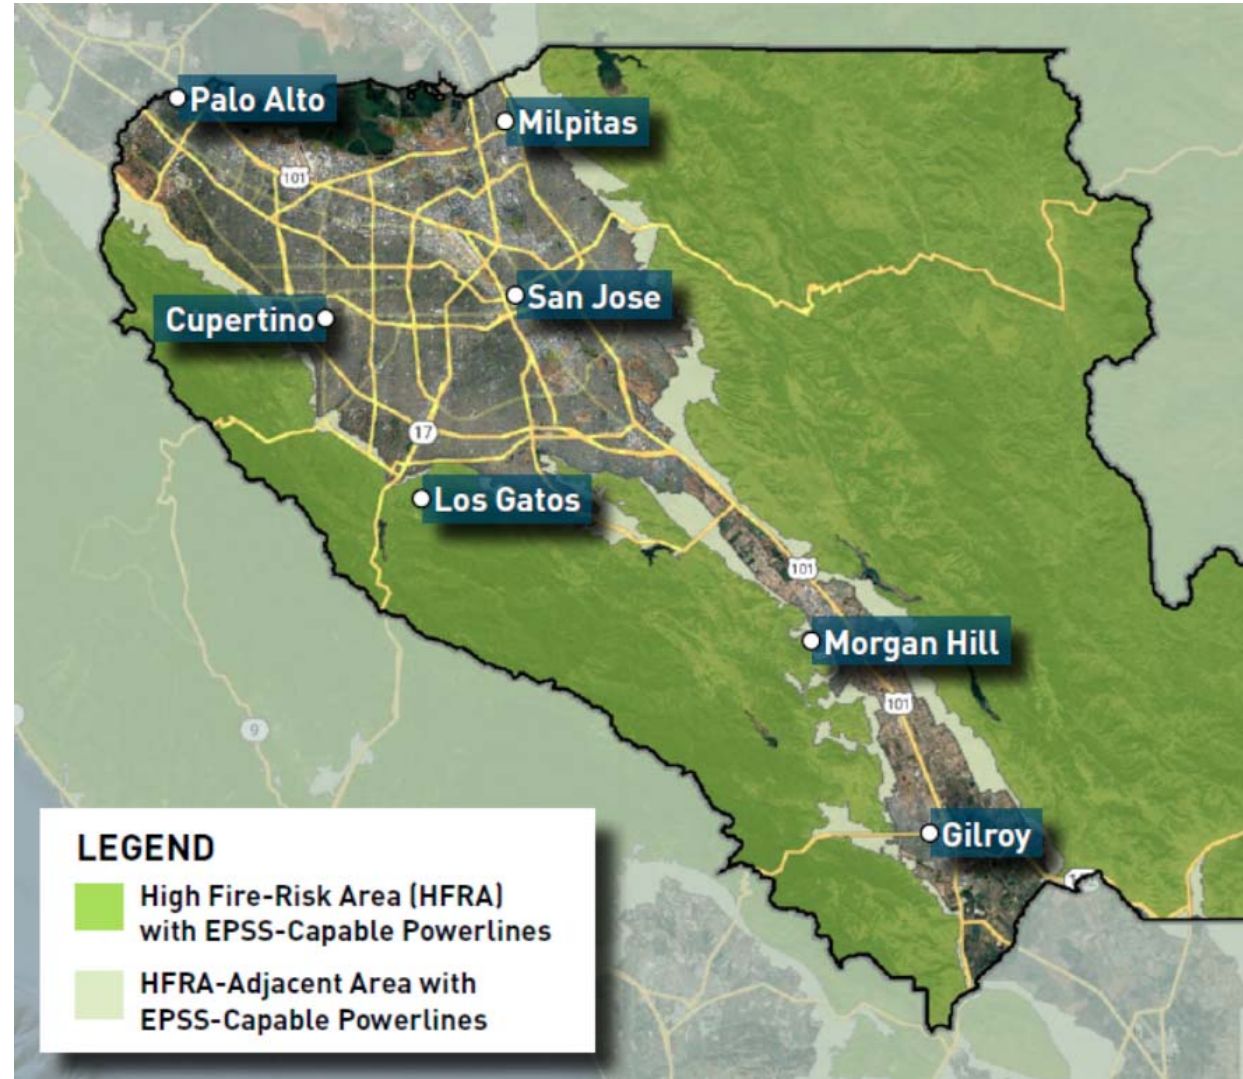 Palo Alto
Milpitas
101
San Jose
Cupertino
17
Los Gatos
101
Morgan Hill
101
9
Gilroy
LEGEND
High Fire-Risk Area (HFRA)
with EPSS-Capable Powerlines
HFRA-Adjacent Area with
EPSS-Capable Powerlines